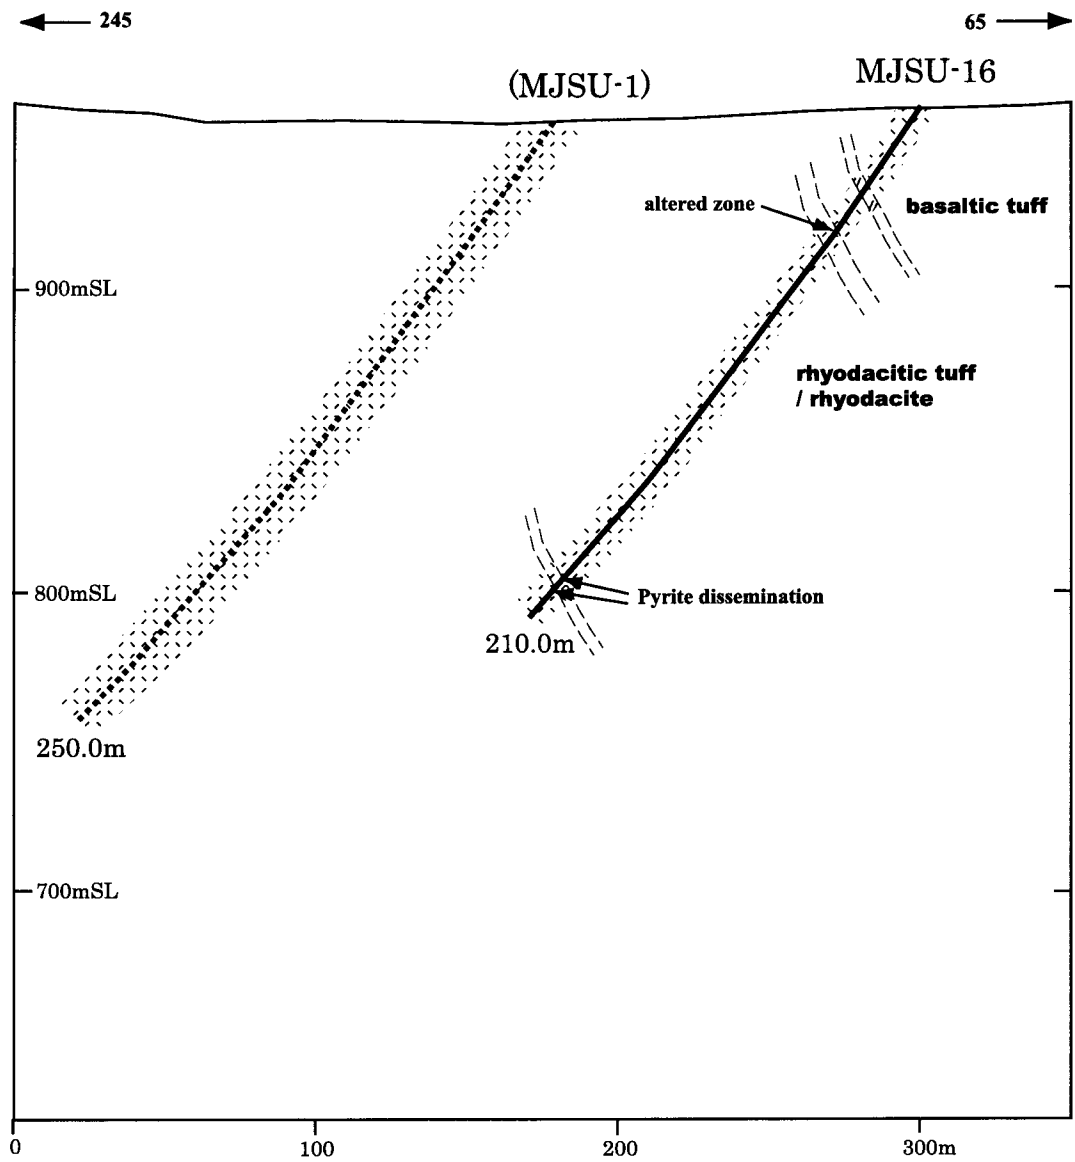 245
65
(MJSU-1)
MJSU-16
altered zone
basaltic tuff
900mSL
rhyodacitic tuff
/ rhyodacite
800mSL
Pyrite dissemination
210.0m
250.0m
700mSL
0
100
200
300m